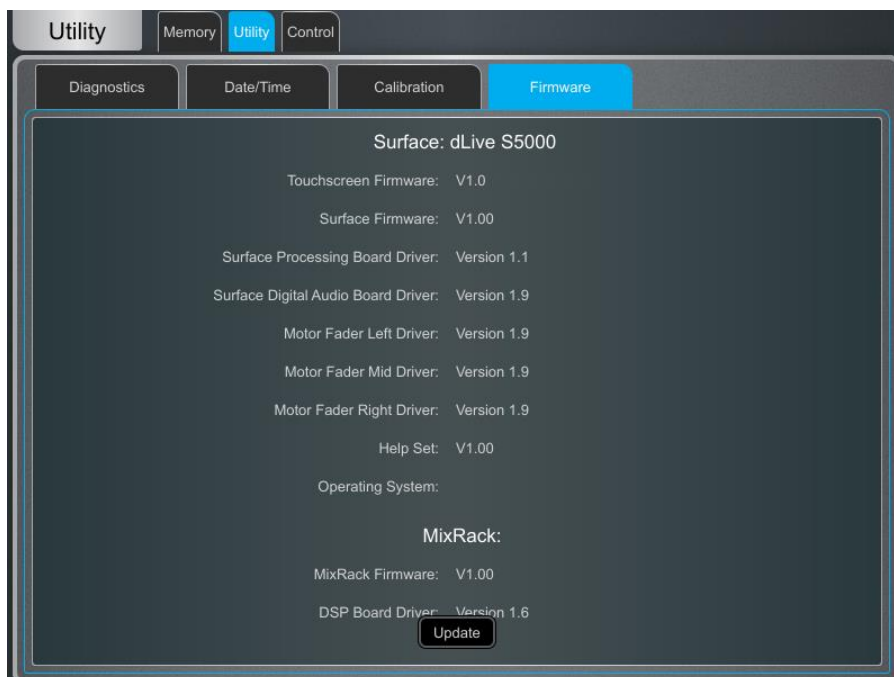 Utility Memory Utility Control
Diagnostics Date/Time Calibration Firmware
Surface: dLive S5000
Touchscreen Firmware: V1.0
Surface Firmware: V1.00
Surface Processing Board Driver: Version 1.1
Surface Digital Audio Board Driver: Version 1.9
Motor Fader Left Driver: Version 1.9
Motor Fader Mid Driver: Version 1.9
Motor Fader Right Driver: Version 1.9
Help Set: V1.00
Operating System:
MixRack:
MixRack Firmware: V1.00
DSP Board Driver: Version 1.6
Update